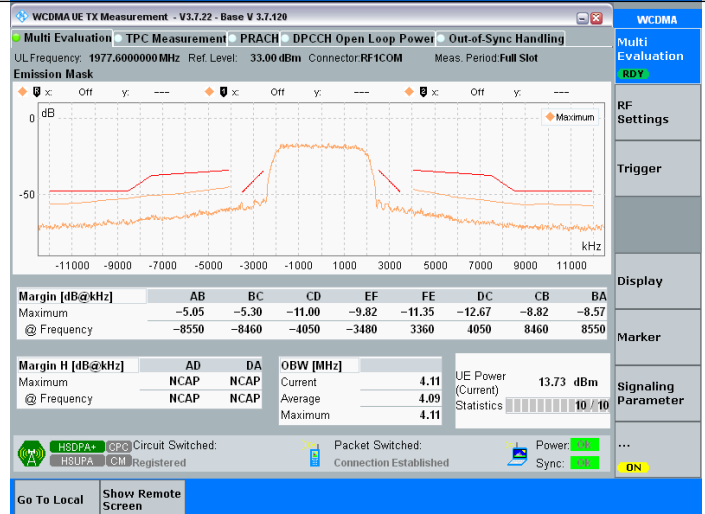 WCDMA UE TX Measurement - V3.7.22 - Base V 3.7.120
WCDMA
Multi Evaluation TPC Measurement PRACH DPCCH Open Loop Power Out-of-Sync Handling
Multi Evaluation
RDY
UL Frequency: 1977.6000000 MHz Ref. Level: 33.00 dBm Connector:RF1COM Meas. Period:Full Slot
Emission Mask
x: Off y: --- x: Off y: --- x: Off y: ---
RF Settings
dB
Maximum
0
Trigger
-50
kHz
-11000 -9000 -7000 -5000 -3000 -1000 1000 3000 5000 7000 9000 11000
Display
Margin [dB@kHz] AB BC CD EF FE DC CB BA
Maximum -5.05 -5.30 -11.00 -9.82 -11.35 -12.67 -8.82 -8.57
@ Frequency -8550 -8460 -4050 -3480 3360 4050 8460 8550
Marker
Margin H [dB@kHz] AD DA
Maximum NCAP NCAP
@ Frequency NCAP NCAP
OBW [MHz]
Current 4.11
Average 4.09
Maximum 4.11
UE Power (Current) 13.73 dBm
Statistics 10 / 10
Signaling Parameter
HSDPA+ CPC Circuit Switched: Packet Switched: Power: OK
HSUPA CM Registered Connection Established Sync: OK
...
ON
Go To Local
Show Remote Screen